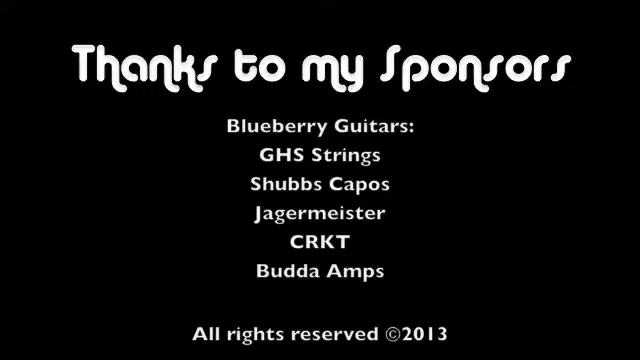 Thanks to my Sponsors
Blueberry Guitars:
GHS Strings
Shubbs Capos
Jagermeister
CRKT
Budda Amps
All rights reserved ©2013